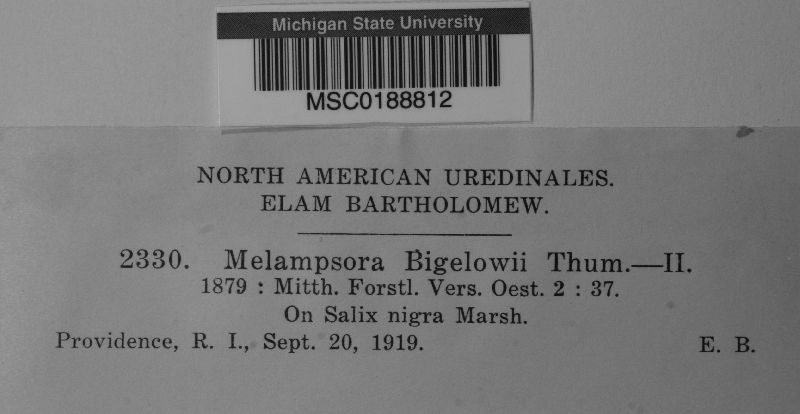 Michigan State University
MSC0188812
NORTH AMERICAN UREDINALES.
ELAM BARTHOLOMEW.
2330. Melampsora Bigelowii Thum.—II.
1879 : Mitth. Forstl. Vers. Oest. 2 : 37.
On Salix nigra Marsh.
Providence, R. I., Sept. 20, 1919. E. B.